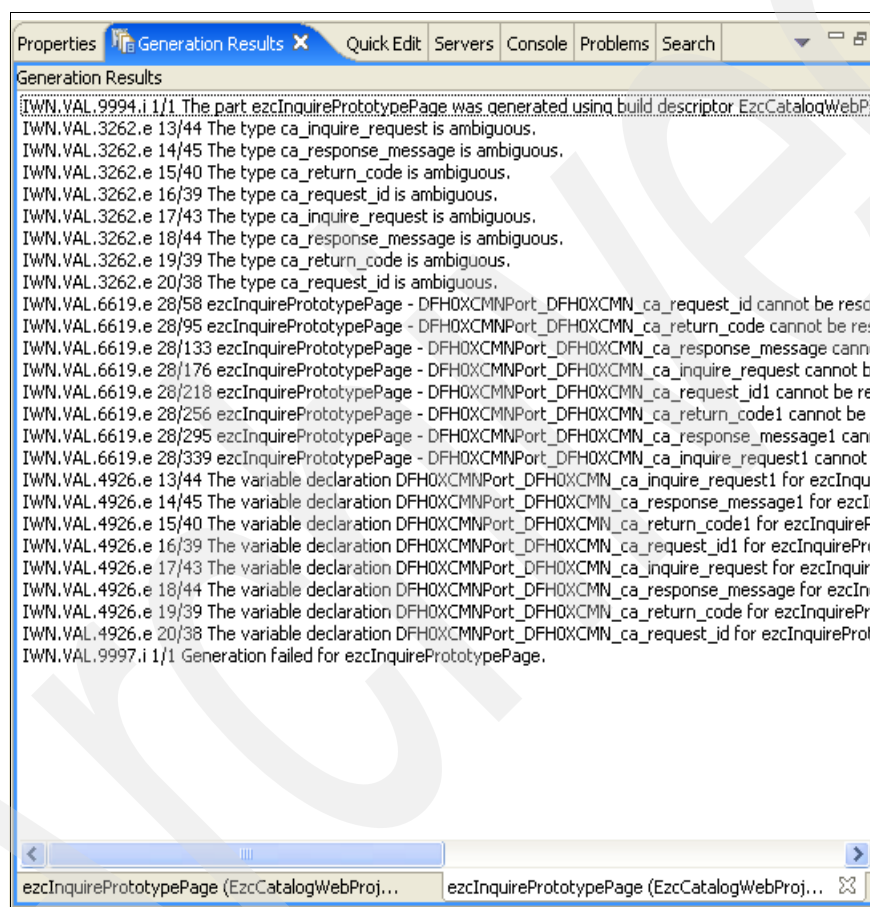 Properties Generation Results Quick Edit Servers Console Problems Search
Generation Results
IWN.VAL.9994.i 1/1 The part ezcInquirePrototypePage was generated using build descriptor EzcCatalogWebP
IWN.VAL.3262.e 13/44 The type ca_inquire_request is ambiguous.
IWN.VAL.3262.e 14/45 The type ca_response_message is ambiguous.
IWN.VAL.3262.e 15/40 The type ca_return_code is ambiguous.
IWN.VAL.3262.e 16/39 The type ca_request_id is ambiguous.
IWN.VAL.3262.e 17/43 The type ca_inquire_request is ambiguous.
IWN.VAL.3262.e 18/44 The type ca_response_message is ambiguous.
IWN.VAL.3262.e 19/39 The type ca_return_code is ambiguous.
IWN.VAL.3262.e 20/38 The type ca_request_id is ambiguous.
IWN.VAL.6619.e 28/58 ezcInquirePrototypePage - DFH0XCMNPort_DFH0XCMN_ca_request_id cannot be reso
IWN.VAL.6619.e 28/95 ezcInquirePrototypePage - DFH0XCMNPort_DFH0XCMN_ca_return_code cannot be res
IWN.VAL.6619.e 28/133 ezcInquirePrototypePage - DFH0XCMNPort_DFH0XCMN_ca_response_message cann
IWN.VAL.6619.e 28/176 ezcInquirePrototypePage - DFH0XCMNPort_DFH0XCMN_ca_inquire_request cannot b
IWN.VAL.6619.e 28/218 ezcInquirePrototypePage - DFH0XCMNPort_DFH0XCMN_ca_request_id1 cannot be re
IWN.VAL.6619.e 28/256 ezcInquirePrototypePage - DFH0XCMNPort_DFH0XCMN_ca_return_code1 cannot be
IWN.VAL.6619.e 28/295 ezcInquirePrototypePage - DFH0XCMNPort_DFH0XCMN_ca_response_message1 can
IWN.VAL.6619.e 28/339 ezcInquirePrototypePage - DFH0XCMNPort_DFH0XCMN_ca_inquire_request1 cannot
IWN.VAL.4926.e 13/44 The variable declaration DFH0XCMNPort_DFH0XCMN_ca_inquire_request1 for ezcInqu
IWN.VAL.4926.e 14/45 The variable declaration DFH0XCMNPort_DFH0XCMN_ca_response_message1 for ezcI
IWN.VAL.4926.e 15/40 The variable declaration DFH0XCMNPort_DFH0XCMN_ca_return_code1 for ezcInquireP
IWN.VAL.4926.e 16/39 The variable declaration DFH0XCMNPort_DFH0XCMN_ca_request_id1 for ezcInquirePro
IWN.VAL.4926.e 17/43 The variable declaration DFH0XCMNPort_DFH0XCMN_ca_inquire_request for ezcInquir
IWN.VAL.4926.e 18/44 The variable declaration DFH0XCMNPort_DFH0XCMN_ca_response_message for ezcIn
IWN.VAL.4926.e 19/39 The variable declaration DFH0XCMNPort_DFH0XCMN_ca_return_code for ezcInquirePr
IWN.VAL.4926.e 20/38 The variable declaration DFH0XCMNPort_DFH0XCMN_ca_request_id for ezcInquireProt
IWN.VAL.9997.i 1/1 Generation failed for ezcInquirePrototypePage.
ezcInquirePrototypePage (EzcCatalogWebProj... ezcInquirePrototypePage (EzcCatalogWebProj...